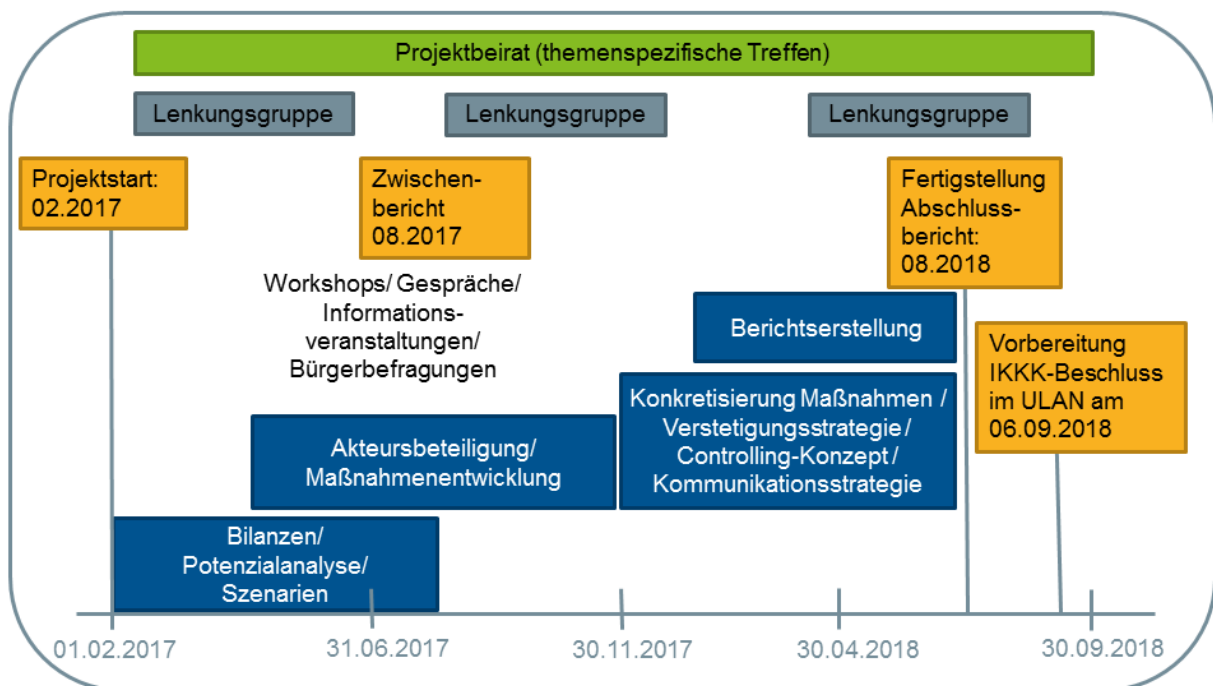 Projektbeirat (themenspezifische Treffen)
Lenkungsgruppe
Lenkungsgruppe
Lenkungsgruppe
Projektstart:
02.2017
Zwischen-
bericht
08.2017
Fertigstellung
Abschluss-
bericht:
08.2018
Workshops/ Gespräche/
Informations-
veranstaltungen/
Bürgerbefragungen
Berichtserstellung
Vorbereitung
IKKK-Beschluss
im ULAN am
06.09.2018
Akteursbeteiligung/
Maßnahmenentwicklung
Konkretisierung Maßnahmen /
Verstetigungsstrategie /
Controlling-Konzept /
Kommunikationsstrategie
Bilanzen/
Potenzialanalyse/
Szenarien
01.02.2017
31.06.2017
30.11.2017
30.04.2018
30.09.2018